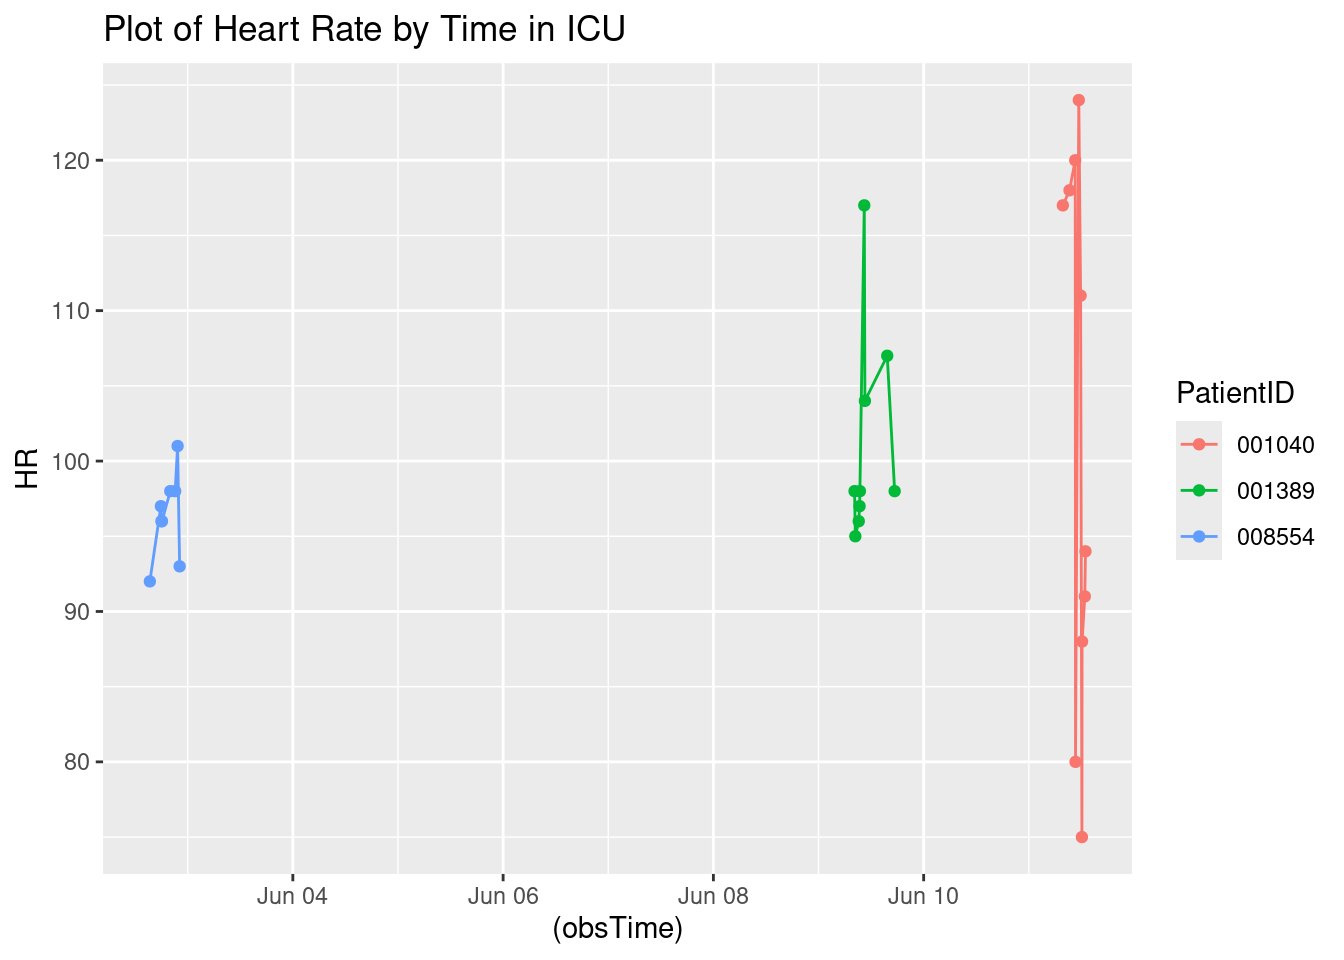 Plot of Heart Rate by Time in ICU
120
110
100
90
80
HR
Jun 04 Jun 06 Jun 08 Jun 10
(obsTime)
PatientID
001040
001389
008554